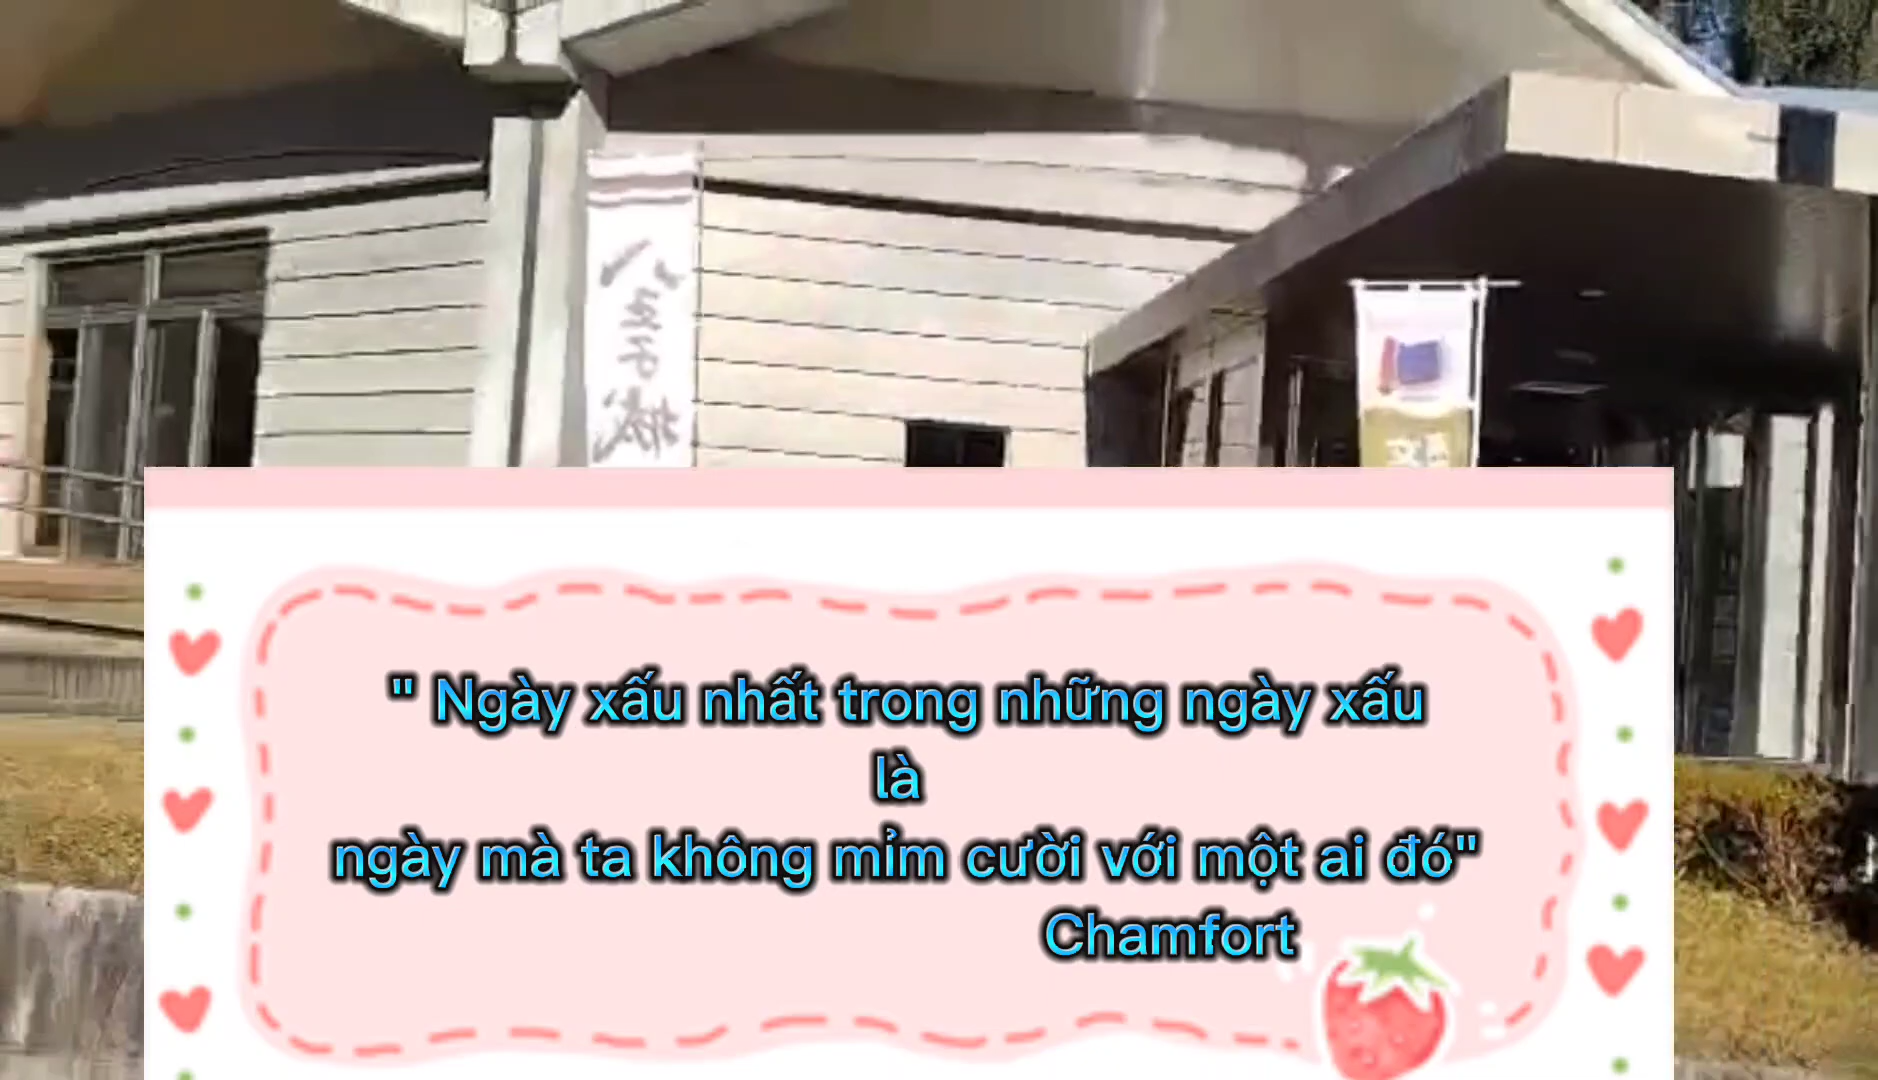 " Ngày xấu nhất trong những ngày xấu
là
ngày mà ta không mỉm cười với một ai đó"
Chamfort